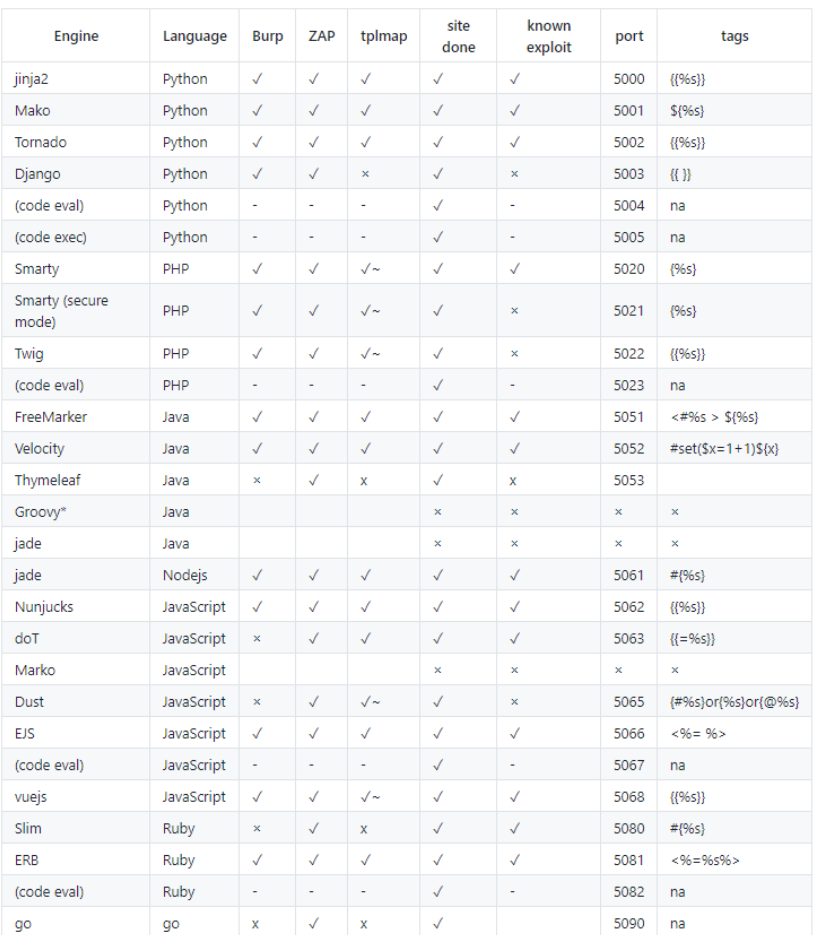 Engine Language Burp ZAP tplmap site done known exploit port tags
jinja2 Python ✓ ✓ ✓ ✓ ✓ 5000 {{%s}}
Mako Python ✓ ✓ ✓ ✓ ✓ 5001 ${%s}
Tornado Python ✓ ✓ ✓ ✓ ✓ 5002 {{%s}}
Django Python ✓ ✓ × ✓ × 5003 {{ }}
(code eval) Python - - - ✓ - 5004 na
(code exec) Python - - - ✓ - 5005 na
Smarty PHP ✓ ✓ ✓~ ✓ ✓ 5020 {%s}
Smarty (secure mode) PHP ✓ ✓ ✓~ ✓ × 5021 {%s}
Twig PHP ✓ ✓ ✓~ ✓ × 5022 {{%s}}
(code eval) PHP - - - ✓ - 5023 na
FreeMarker Java ✓ ✓ ✓ ✓ ✓ 5051 <#%s > ${%s}
Velocity Java ✓ ✓ ✓ ✓ ✓ 5052 #set($x=1+1)${x}
Thymeleaf Java × ✓ x ✓ x 5053
Groovy* Java × × × ×
jade Java × × × ×
jade Nodejs ✓ ✓ ✓ ✓ ✓ 5061 #{%s}
Nunjucks JavaScript ✓ ✓ ✓ ✓ ✓ 5062 {{%s}}
doT JavaScript × ✓ ✓ ✓ ✓ 5063 {{=%s}}
Marko JavaScript × × × ×
Dust JavaScript × ✓ ✓~ ✓ × 5065 {#%s}or{%s}or{@%s}
EJS JavaScript ✓ ✓ ✓ ✓ ✓ 5066 <%= %>
(code eval) JavaScript - - - ✓ - 5067 na
vuejs JavaScript ✓ ✓ ✓~ ✓ ✓ 5068 {{%s}}
Slim Ruby × ✓ x ✓ ✓ 5080 #{%s}
ERB Ruby ✓ ✓ ✓ ✓ ✓ 5081 <%=%s%>
(code eval) Ruby - - - ✓ - 5082 na
go go x ✓ x ✓ 5090 na